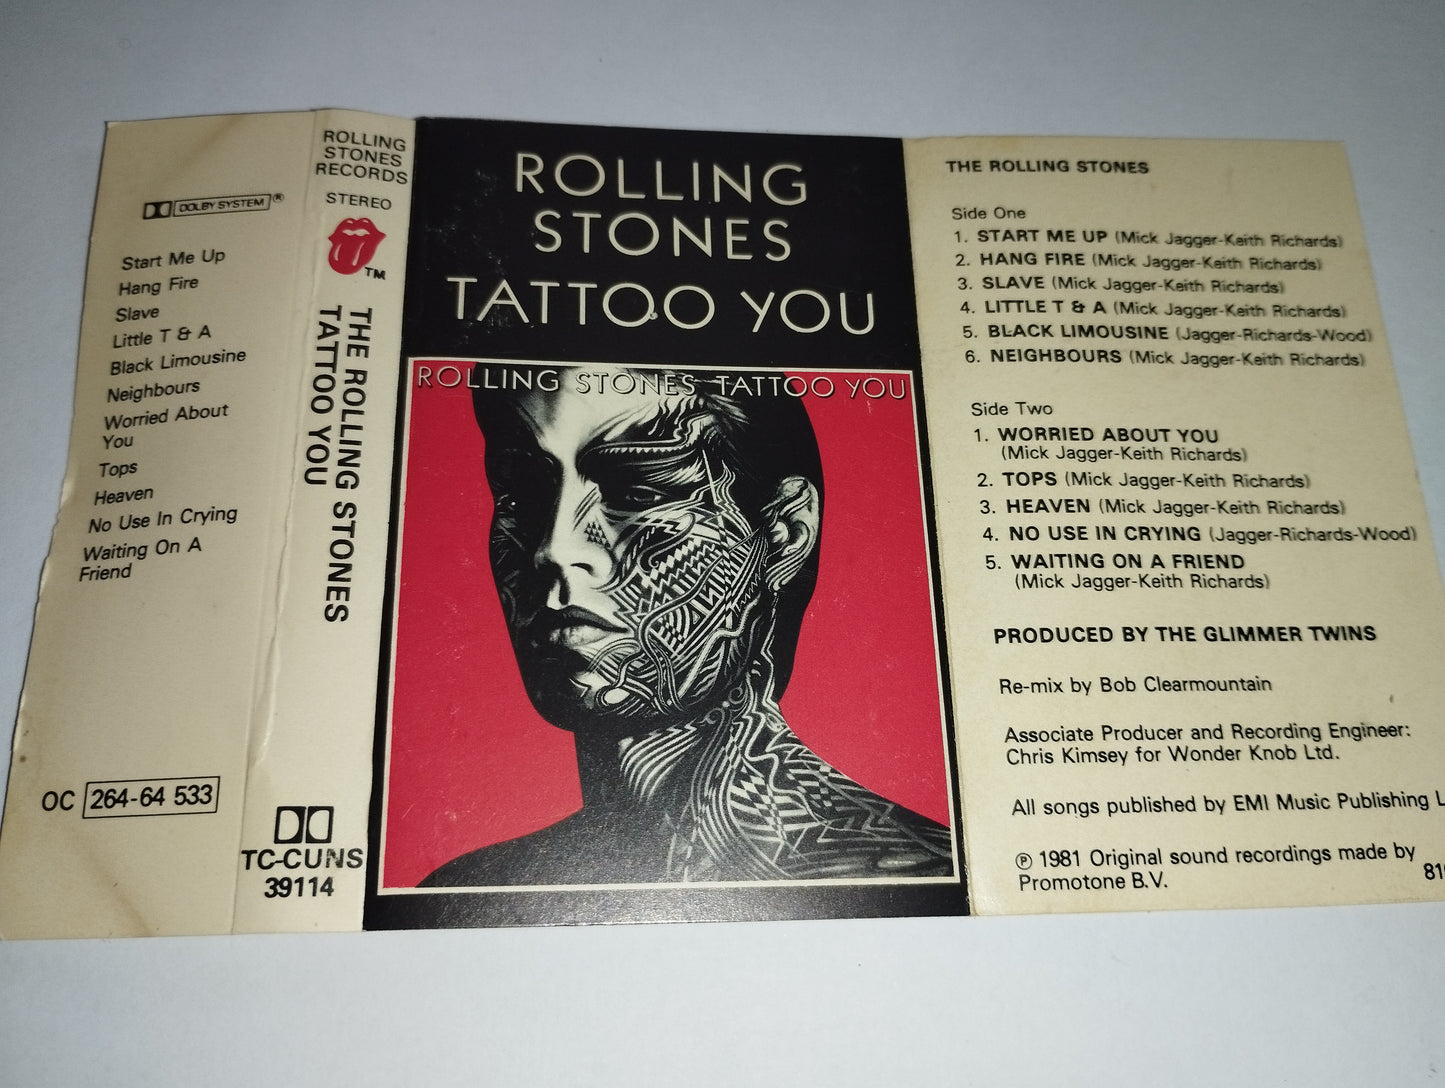 DOLBY SYSTEM ®
Start Me Up
Hang Fire
Slave
Little T & A
Black Limousine
Neighbours
Worried About
You
Tops
Heaven
No Use In Crying
Waiting On A
Friend
OC 264-64 533
ROLLING
STONES
RECORDS
STEREO
TM
THE ROLLING STONES
TATTOO YOU
TC-CUNS
39114
ROLLING
STONES
TATTOO YOU
ROLLING STONES TATTOO YOU
THE ROLLING STONES
Side One
1. START ME UP (Mick Jagger-Keith Richards)
2. HANG FIRE (Mick Jagger-Keith Richards)
3. SLAVE (Mick Jagger-Keith Richards)
4. LITTLE T & A (Mick Jagger-Keith Richards)
5. BLACK LIMOUSINE (Jagger-Richards-Wood)
6. NEIGHBOURS (Mick Jagger-Keith Richards)
Side Two
1. WORRIED ABOUT YOU
(Mick Jagger-Keith Richards)
2. TOPS (Mick Jagger-Keith Richards)
3. HEAVEN (Mick Jagger-Keith Richards)
4. NO USE IN CRYING (Jagger-Richards-Wood)
5. WAITING ON A FRIEND
(Mick Jagger-Keith Richards)
PRODUCED BY THE GLIMMER TWINS
Re-mix by Bob Clearmountain
Associate Producer and Recording Engineer:
Chris Kimsey for Wonder Knob Ltd.
All songs published by EMI Music Publishing
℗ 1981 Original sound recordings made by
Promotone B.V.